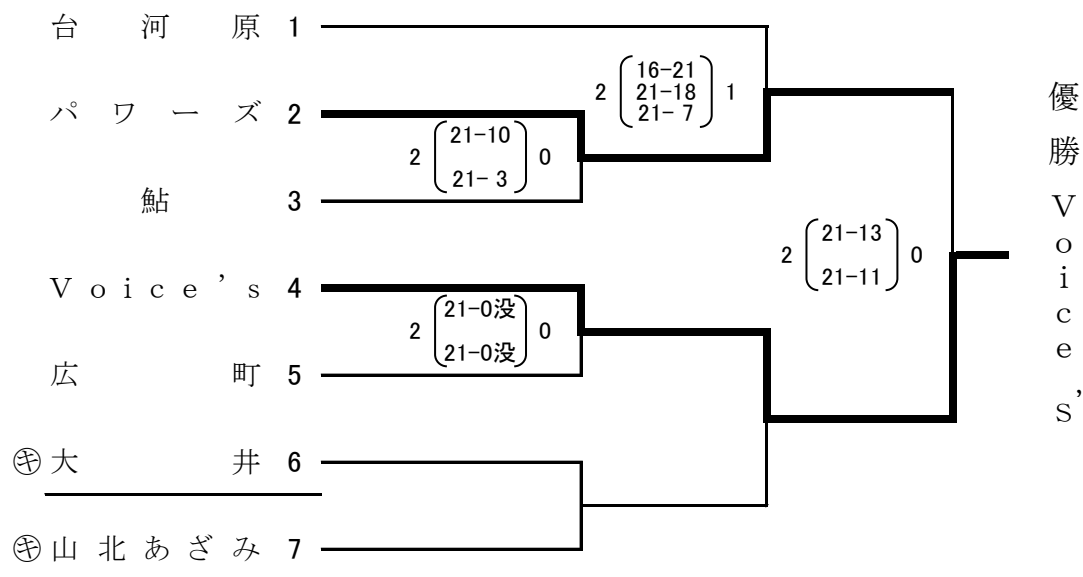 台河原 1
パワーズ 2
鮎 3
Voice's 4
広町 5
㋖大井 6
㋖山北あざみ 7
2 21-10 0
21- 3
2 21-0没 0
21-0没
2 16-21 1
21-18
21- 7
2 21-13 0
21-11
優勝 Voice's